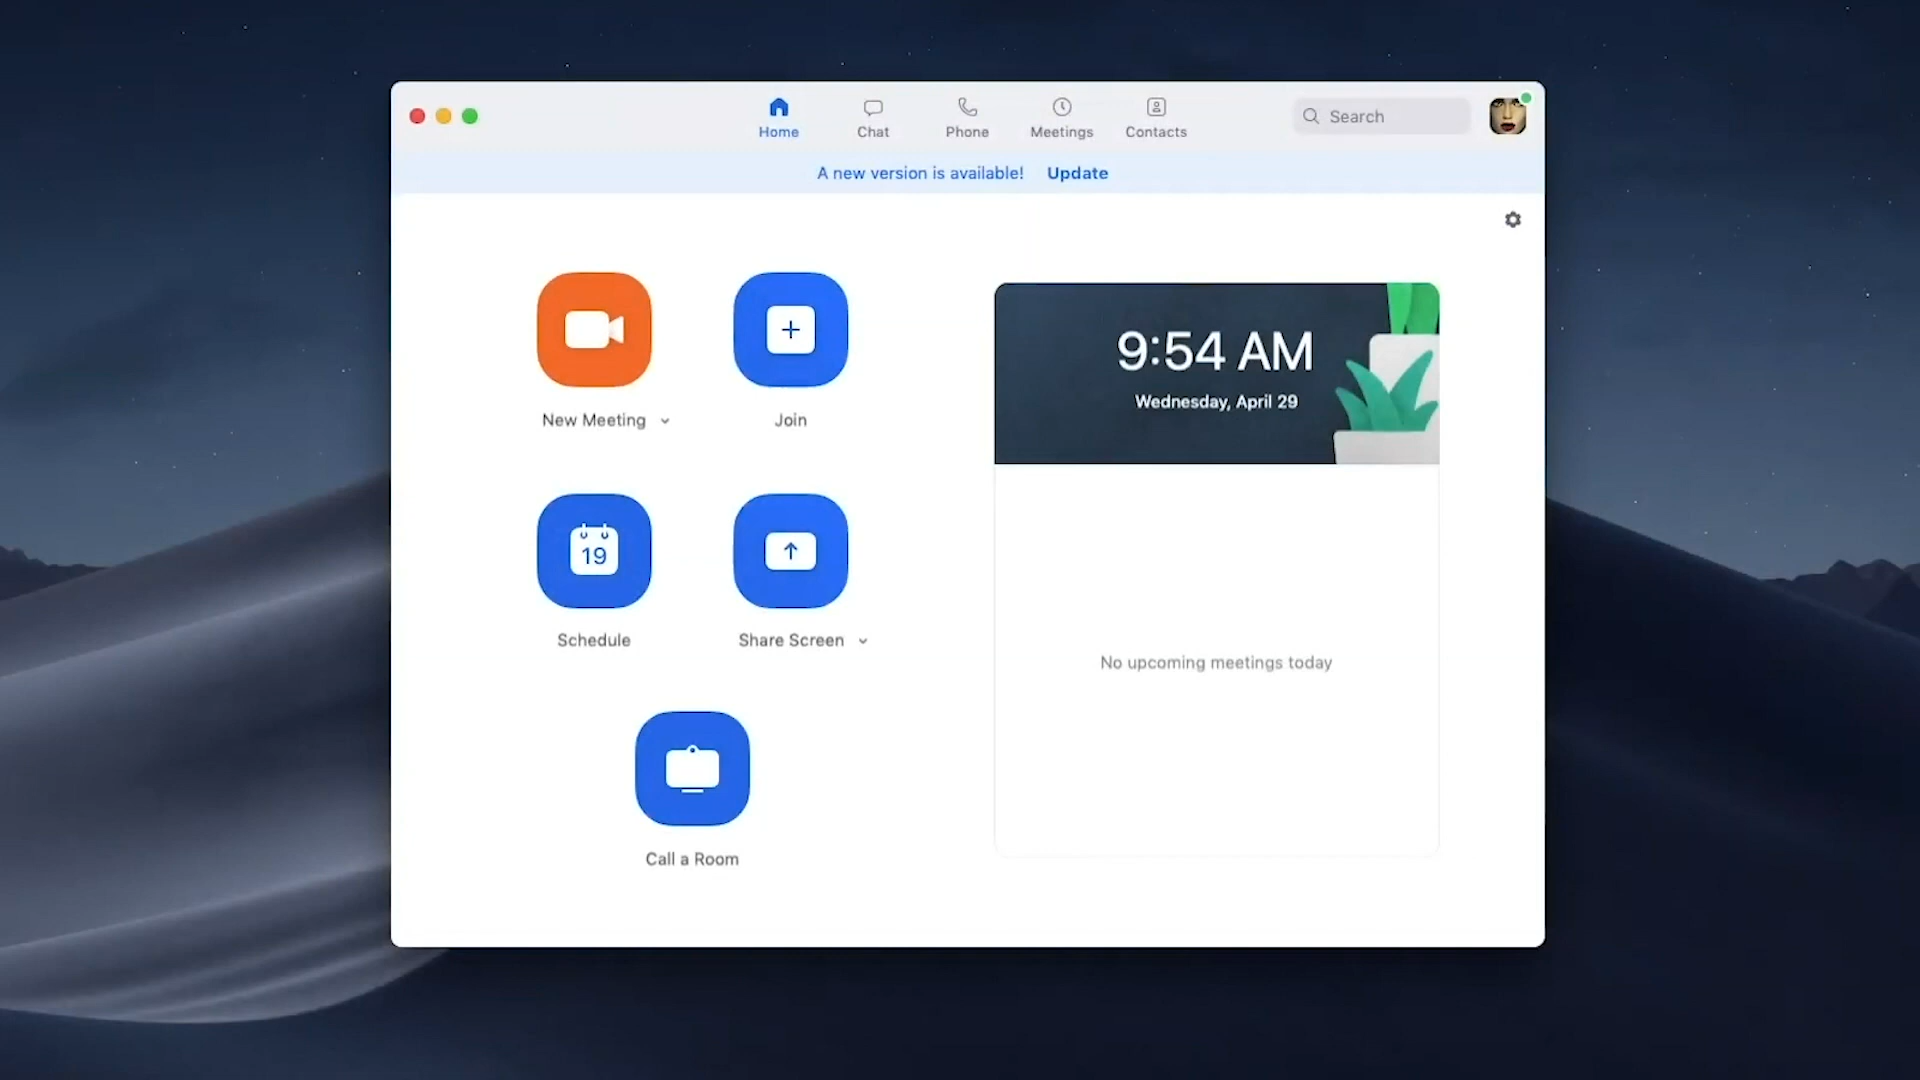 Home
Chat
Phone
Meetings
Contacts
Search
A new version is available! Update
9:54 AM
Wednesday, April 29
New Meeting
Join
19
Schedule
Share Screen
No upcoming meetings today
Call a Room